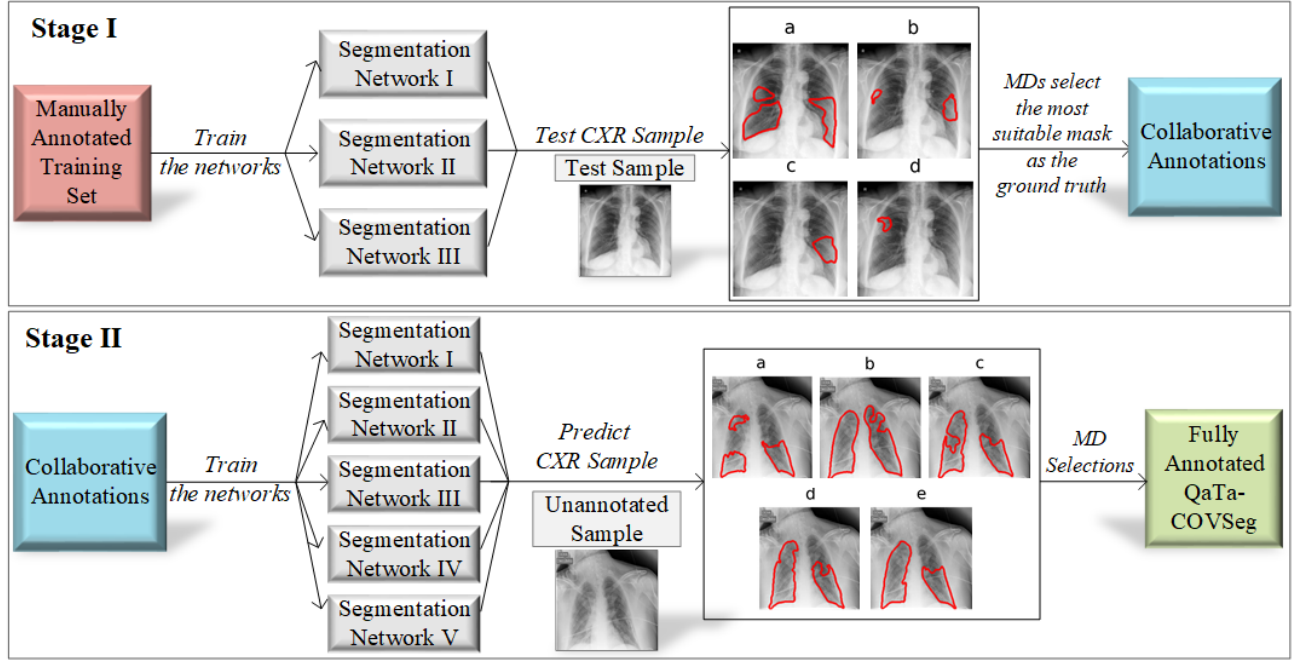 Stage I
Manually
Annotated
Training
Set
Train
the networks
Segmentation
Network I
Segmentation
Network II
Segmentation
Network III
Test CXR Sample
Test Sample
a
b
c
d
MDs select
the most
suitable mask
as the
ground truth
Collaborative
Annotations
Stage II
Collaborative
Annotations
Train
the networks
Segmentation
Network I
Segmentation
Network II
Segmentation
Network III
Segmentation
Network IV
Segmentation
Network V
Predict
CXR Sample
Unannotated
Sample
a
b
c
d
e
MD
Selections
Fully
Annotated
QaTa-
COVSeg